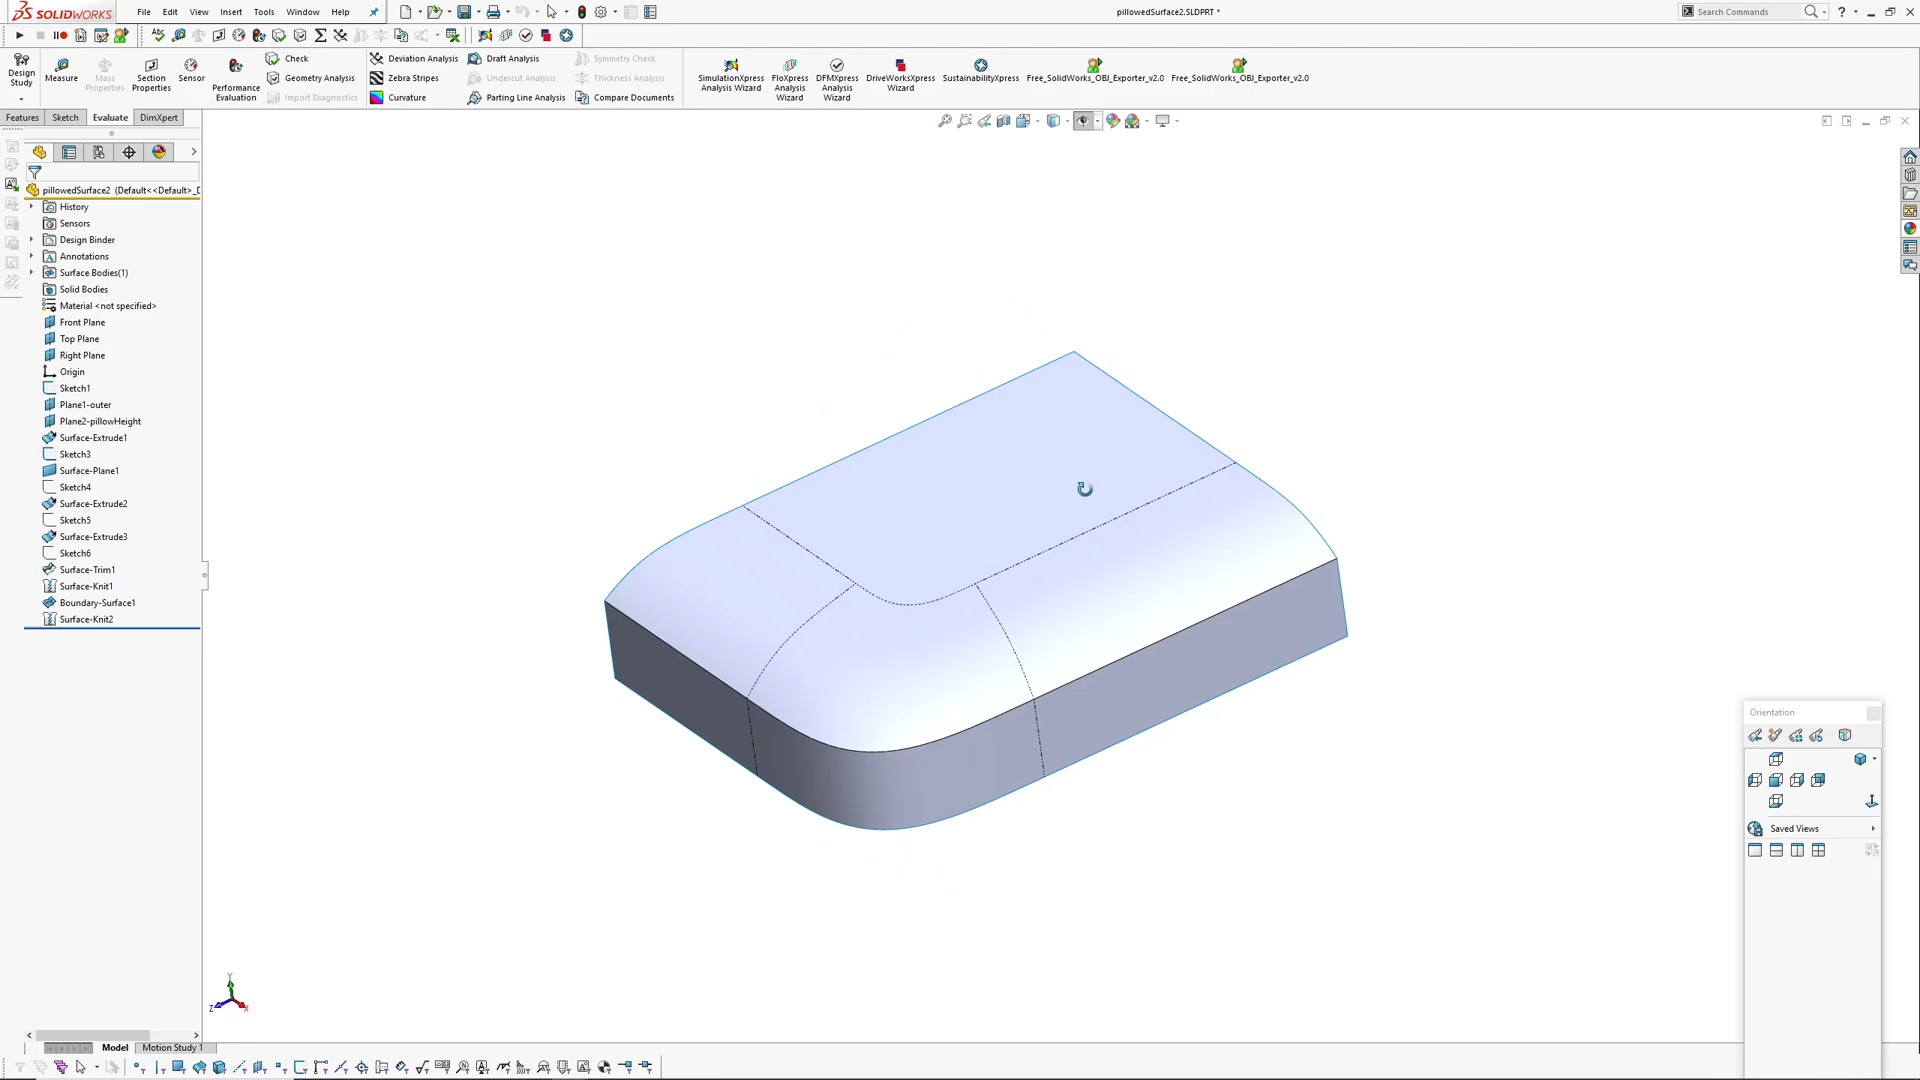 SOLIDWORKS File Edit View Insert Tools Window Help
pillowedSurface2.SLDPRT *
Search Commands
Design Study
Measure
Mass Properties
Section Properties
Sensor
Performance Evaluation
Check
Geometry Analysis
Import Diagnostics
Deviation Analysis
Zebra Stripes
Curvature
Draft Analysis
Undercut Analysis
Parting Line Analysis
Symmetry Check
Thickness Analysis
Compare Documents
SimulationXpress Analysis Wizard
FloXpress Analysis Wizard
DFMXpress Analysis Wizard
DriveWorksXpress Wizard
SustainabilityXpress
Free_SolidWorks_OBJ_Exporter_v2.0
Free_SolidWorks_OBJ_Exporter_v2.0
Features Sketch Evaluate DimXpert
pillowedSurface2 (Default<<Default>_D
History
Sensors
Design Binder
Annotations
Surface Bodies(1)
Solid Bodies
Material <not specified>
Front Plane
Top Plane
Right Plane
Origin
Sketch1
Plane1-outer
Plane2-pillowHeight
Surface-Extrude1
Sketch3
Surface-Plane1
Sketch4
Surface-Extrude2
Sketch5
Surface-Extrude3
Sketch6
Surface-Trim1
Surface-Knit1
Boundary-Surface1
Surface-Knit2
Orientation
Saved Views
Y
Z
X
Model Motion Study 1